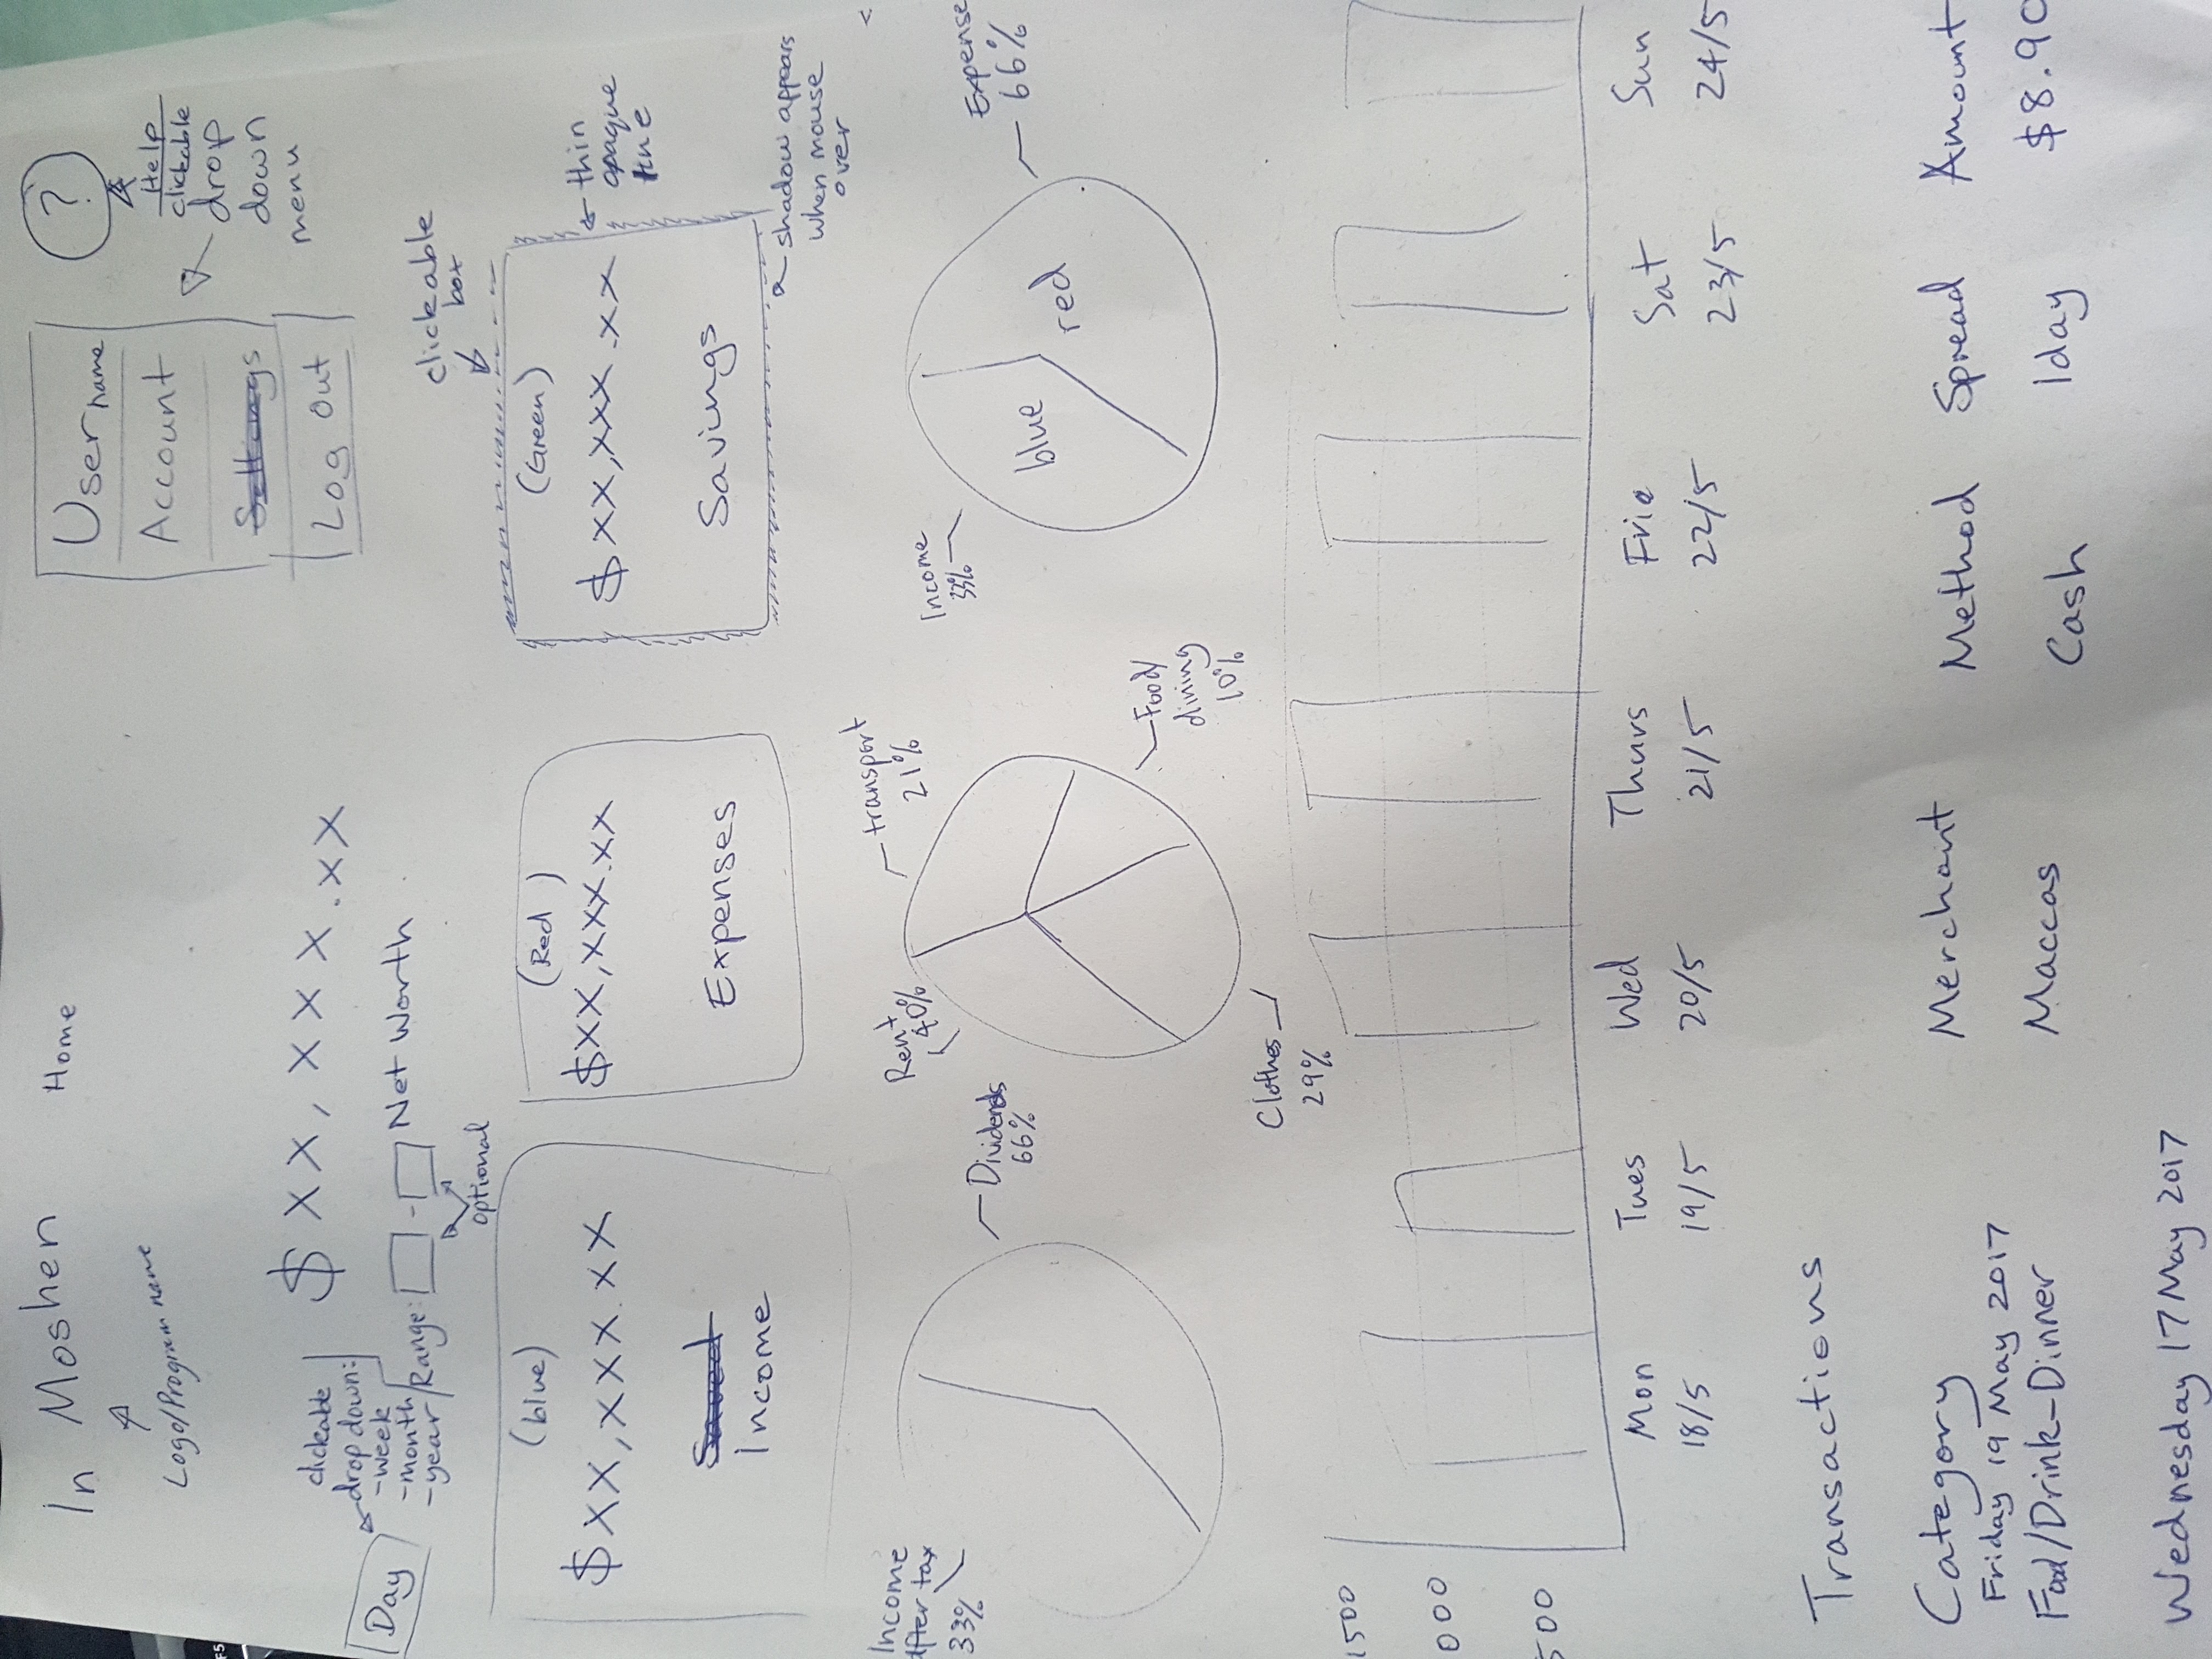 In Moshen
Home
Logo/Program name
User name
Account
Settings
Log Out
?
Help
clickable
drop
down
menu
$ xx, xxx.xx
Net Worth
Day
clickable
drop down:
-week
-month
-year
Range: -
optional
(blue)
$xx,xxx.xx
Saved
Income
(Red)
$xx,xxx.xx
Expenses
clickable
box
(Green)
$xx,xxx.xx
Savings
thin
opaque
line
shadow appears
when mouse
over
Income
After tax
33%
Dividends
66%
Rent
40%
transport
21%
Food/
dining
10%
Clothes
29%
Income
33%
Expense
66%
blue
red
1500
000
500
Mon
18/5
Tues
19/5
Wed
20/5
Thurs
21/5
Frie
22/5
Sat
23/5
Sun
24/5
Transactions
Category Merchant Method Spread Amount
Friday 19 May 2017
Food/Drink-Dinner Maccas Cash 1day $8.90
Wednesday 17 May 2017
F5